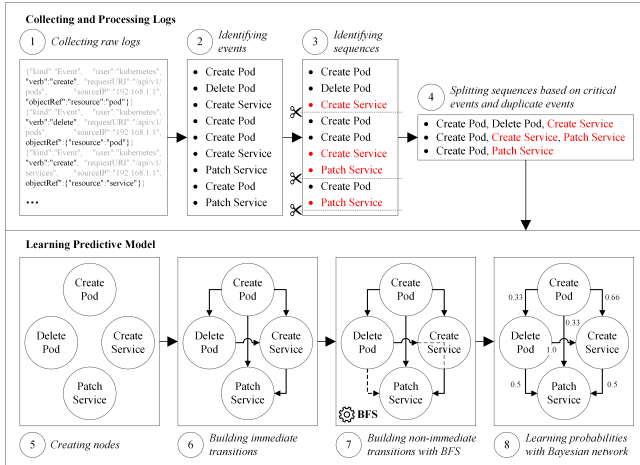 Collecting and Processing Logs
1 Collecting raw logs
{"kind":"Event", "user":"kubernetes",
"verb":"create", "requestURI":"/api/v1/
pods", "sourceIP":"192.168.1.1",
"objectRef":{"resource":"pod"}}
{"kind":"Event", "user":"kubernetes",
"verb":"delete", "requestURI":"/api/v1/
pods", "sourceIP":"192.168.1.1",
objectRef":{"resource":"pod"}}
{"kind":"Event", "user":"kubernetes",
"verb":"create", "requestURI":"/api/v1/
services", "sourceIP":"192.168.1.1",
objectRef":{"resource":"service"}}
...
2 Identifying
events
• Create Pod
• Delete Pod
• Create Service
• Create Pod
• Create Pod
• Create Service
• Patch Service
• Create Pod
• Patch Service
3 Identifying
sequences
• Create Pod
• Delete Pod
• Create Service
• Create Pod
• Create Pod
• Create Service
• Patch Service
• Create Pod
• Patch Service
4 Splitting sequences based on critical
events and duplicate events
• Create Pod, Delete Pod, Create Service
• Create Pod, Create Service, Patch Service
• Create Pod, Patch Service
Learning Predictive Model
Create
Pod
Delete
Pod
Create
Service
Patch
Service
5 Creating nodes
Create
Pod
Delete
Pod
Create
Service
Patch
Service
6 Building immediate
transitions
Create
Pod
Delete
Pod
Create
Service
Patch
Service
BFS
7 Building non-immediate
transitions with BFS
Create
Pod
0.33
0.66
0.33
Delete
Pod
1.0
Create
Service
0.5
0.5
Patch
Service
8 Learning probabilities
with Bayesian network